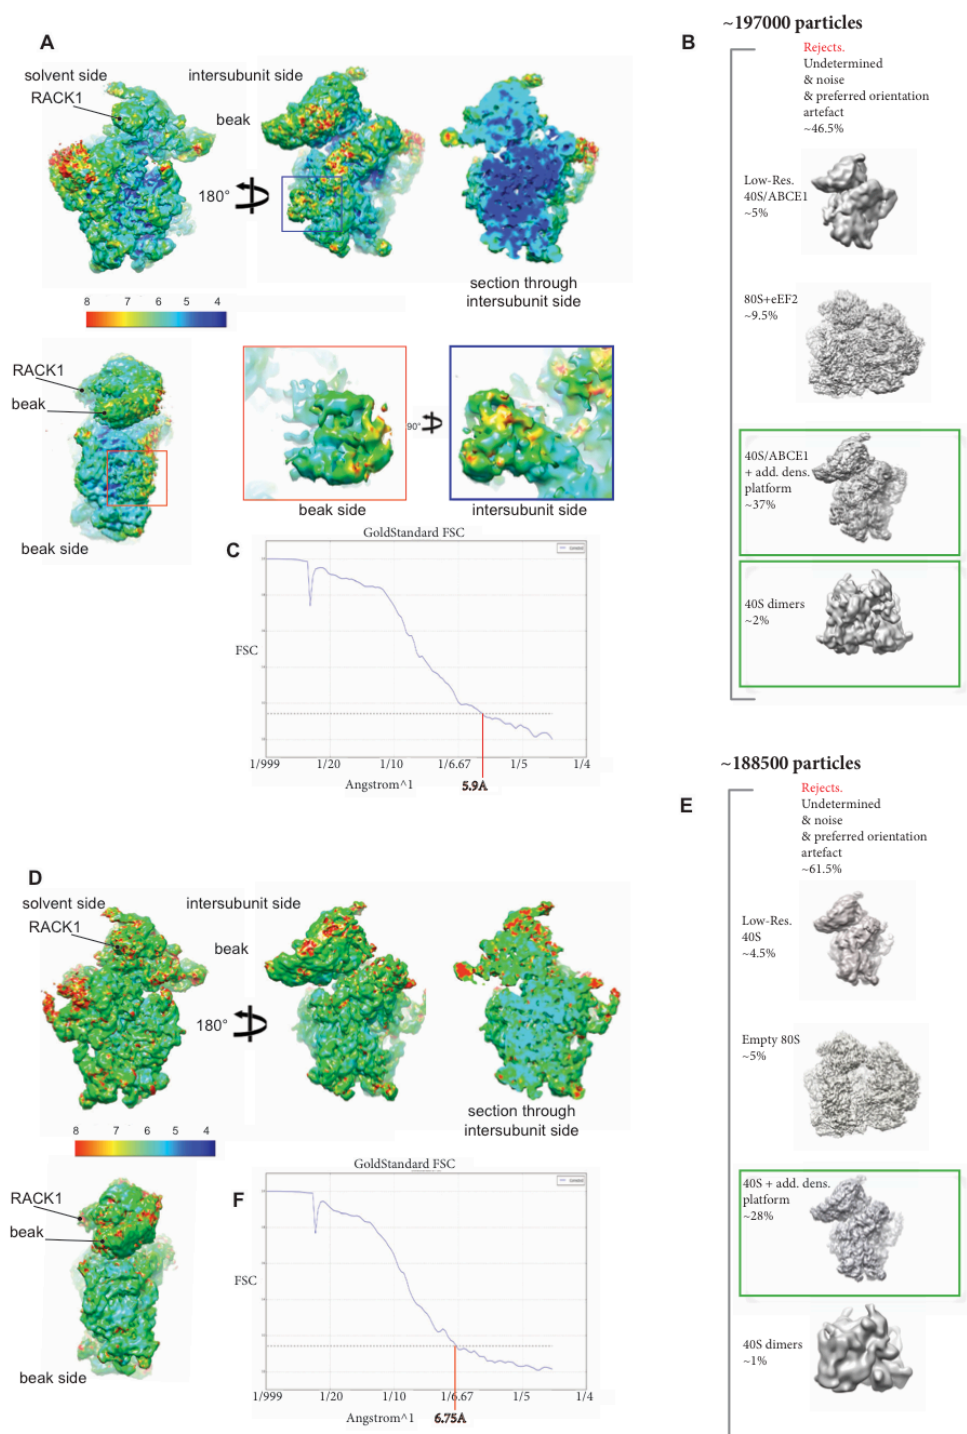 A
solvent side
RACK1
intersubunit side
beak
180°
section through
intersubunit side
8 7 6 5 4
RACK1
beak
beak side
90°
beak side
intersubunit side
C
GoldStandard FSC
FSC
1/999 1/20 1/10 1/6.67 1/5 1/4
Angstrom^1
5.9A
B
~197000 particles
Rejects.
Undetermined
& noise
& preferred orientation
artefact
~46.5%
Low-Res.
40S/ABCE1
~5%
80S+eEF2
~9.5%
40S/ABCE1
+ add. dens.
platform
~37%
40S dimers
~2%
D
solvent side
RACK1
intersubunit side
beak
180°
section through
intersubunit side
8 7 6 5 4
RACK1
beak
beak side
F
GoldStandard FSC
FSC
1/999 1/20 1/10 1/6.67 1/5 1/4
Angstrom^1
6.75A
~188500 particles
E
Rejects.
Undetermined
& noise
& preferred orientation
artefact
~61.5%
Low-Res.
40S
~4.5%
Empty 80S
~5%
40S + add. dens.
platform
~28%
40S dimers
~1%